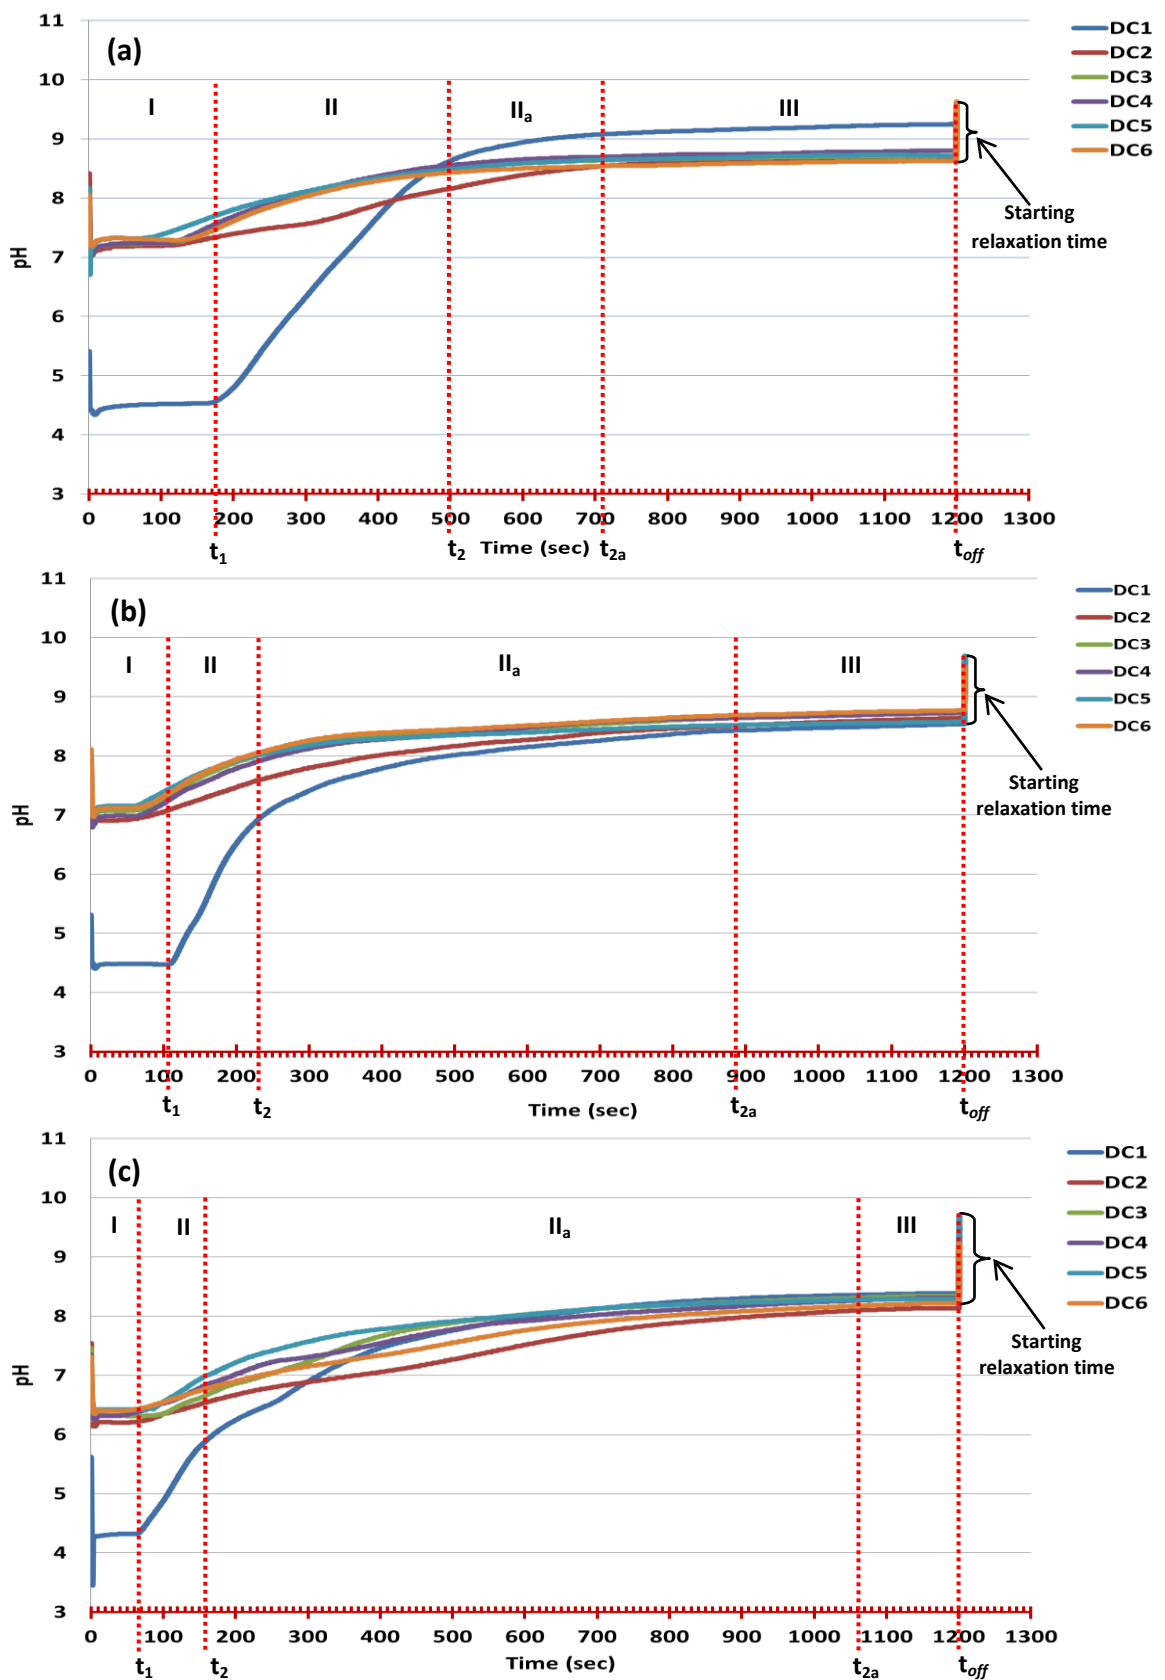 11
(a)
DC1
DC2
DC3
DC4
DC5
DC6
10
I
II
IIa
III
9
8
Starting
relaxation time
7
pH
6
5
4
3
0 100 200 300 400 500 600 700 800 900 1000 1100 1200 1300
t1 t2 Time (sec) t2a toff
11
(b)
DC1
DC2
DC3
DC4
DC5
DC6
10
I
II
IIa
III
9
8
Starting
relaxation time
7
pH
6
5
4
3
0 100 200 300 400 500 600 700 800 900 1000 1100 1200 1300
t1 t2 Time (sec) t2a toff
11
(c)
DC1
DC2
DC3
DC4
DC5
DC6
10
I
II
IIa
III
9
8
Starting
relaxation time
7
pH
6
5
4
3
0 100 200 300 400 500 600 700 800 900 1000 1100 1200 1300
t1 t2 Time (sec) t2a toff